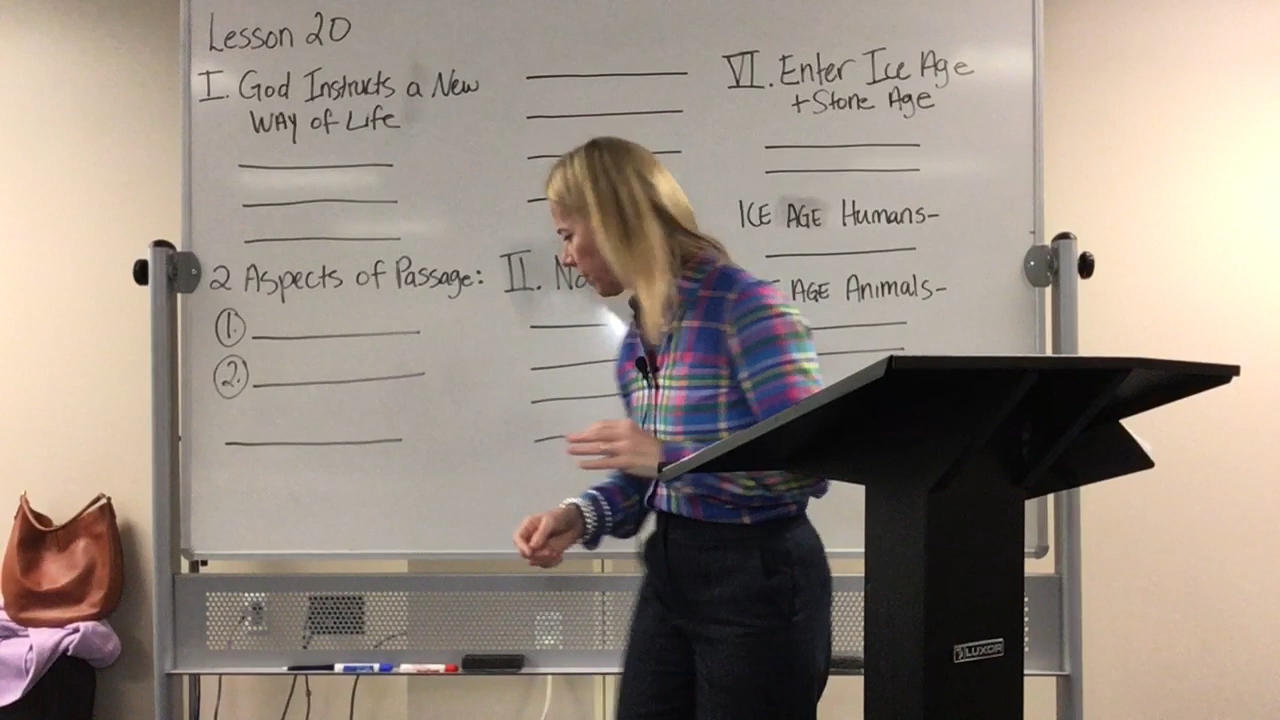 Lesson 20
I. God Instructs a New
WAY of Life
2 Aspects of Passage:
1.
2.
II. No
VI. Enter Ice Age
+ Stone Age
ICE AGE Humans-
AGE Animals-
LUXOR